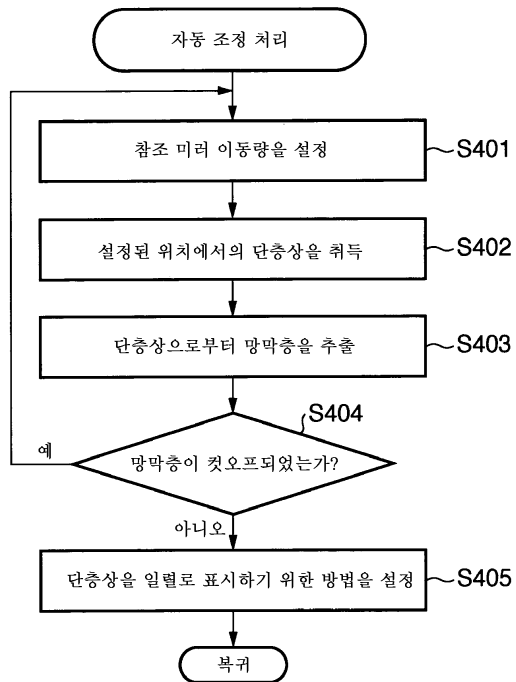 자동 조정 처리
참조 미러 이동량을 설정
S401
설정된 위치에서의 단층상을 취득
S402
단층상으로부터 망막층을 추출
S403
S404
망막층이 컷오프되었는가?
예
아니오
단층상을 일렬로 표시하기 위한 방법을 설정
S405
복귀